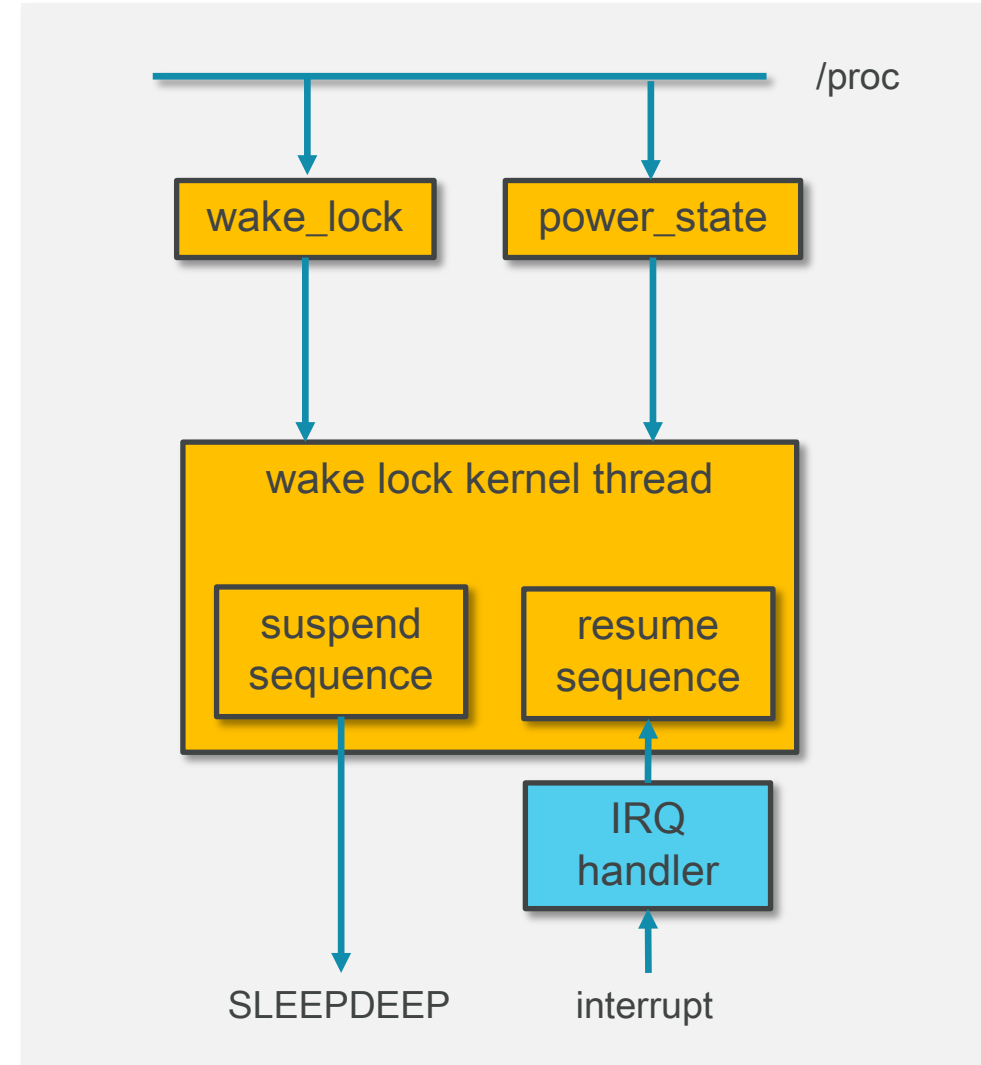 /proc
wake_lock
power_state
wake lock kernel thread
suspend
sequence
resume
sequence
IRQ
handler
SLEEPDEEP
interrupt